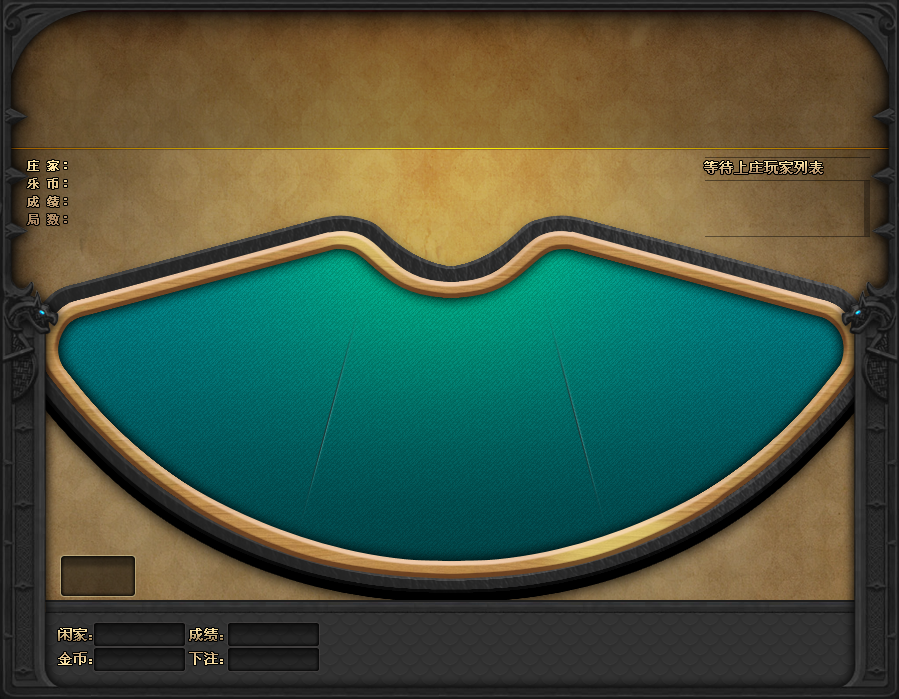 庄 家：
乐 币：
成 绩：
局 数：
等待上庄玩家列表
闲家: 成绩:
金币: 下注: